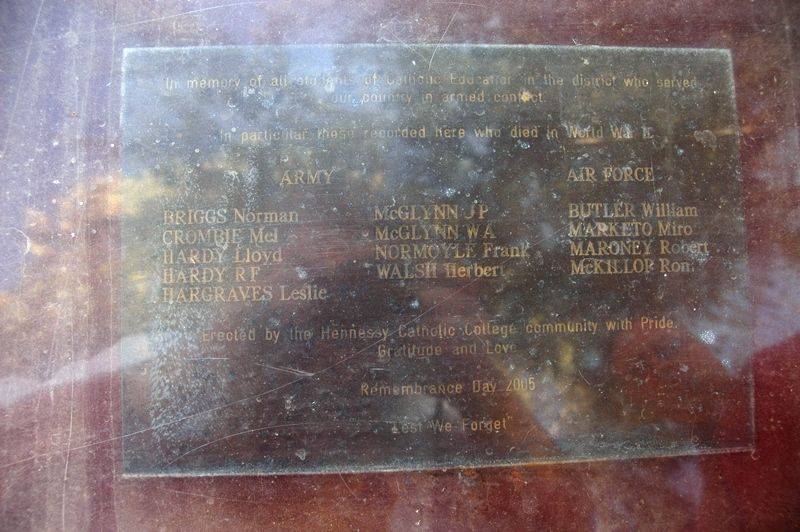 In memory of all students of Catholic Education in the district who served
our country in armed conflict.
In particular those recorded here who died in World War II.
ARMY
AIR FORCE
BRIGGS Norman
CROMBIE Mel
HARDY Lloyd
HARDY R F
HARGRAVES Leslie
McGLYNN J P
McGLYNN W A
NORMOYLE Frank
WALSH Herbert
BUTLER William
MARKETO Miro
MARONEY Robert
McKILLOP Ron
Erected by the Hennessy Catholic College community with Pride,
Gratitude and Love
Remembrance Day 2005
"Lest We Forget"